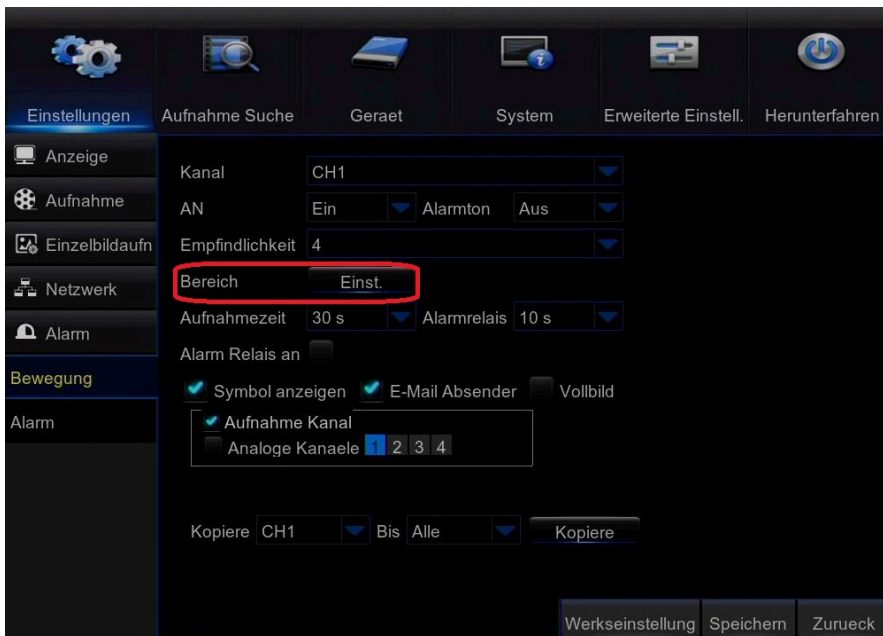 Einstellungen Aufnahme Suche Geraet System Erweiterte Einstell. Herunterfahren
Anzeige
Aufnahme
Einzelbildaufn
Netzwerk
Alarm
Bewegung
Alarm
Kanal CH1
AN Ein Alarmton Aus
Empfindlichkeit 4
Bereich Einst.
Aufnahmezeit 30 s Alarmrelais 10 s
Alarm Relais an
Symbol anzeigen E-Mail Absender Vollbild
Aufnahme Kanal
Analoge Kanaele 1 2 3 4
Kopiere CH1 Bis Alle Kopiere
Werkseinstellung Speichern Zurueck